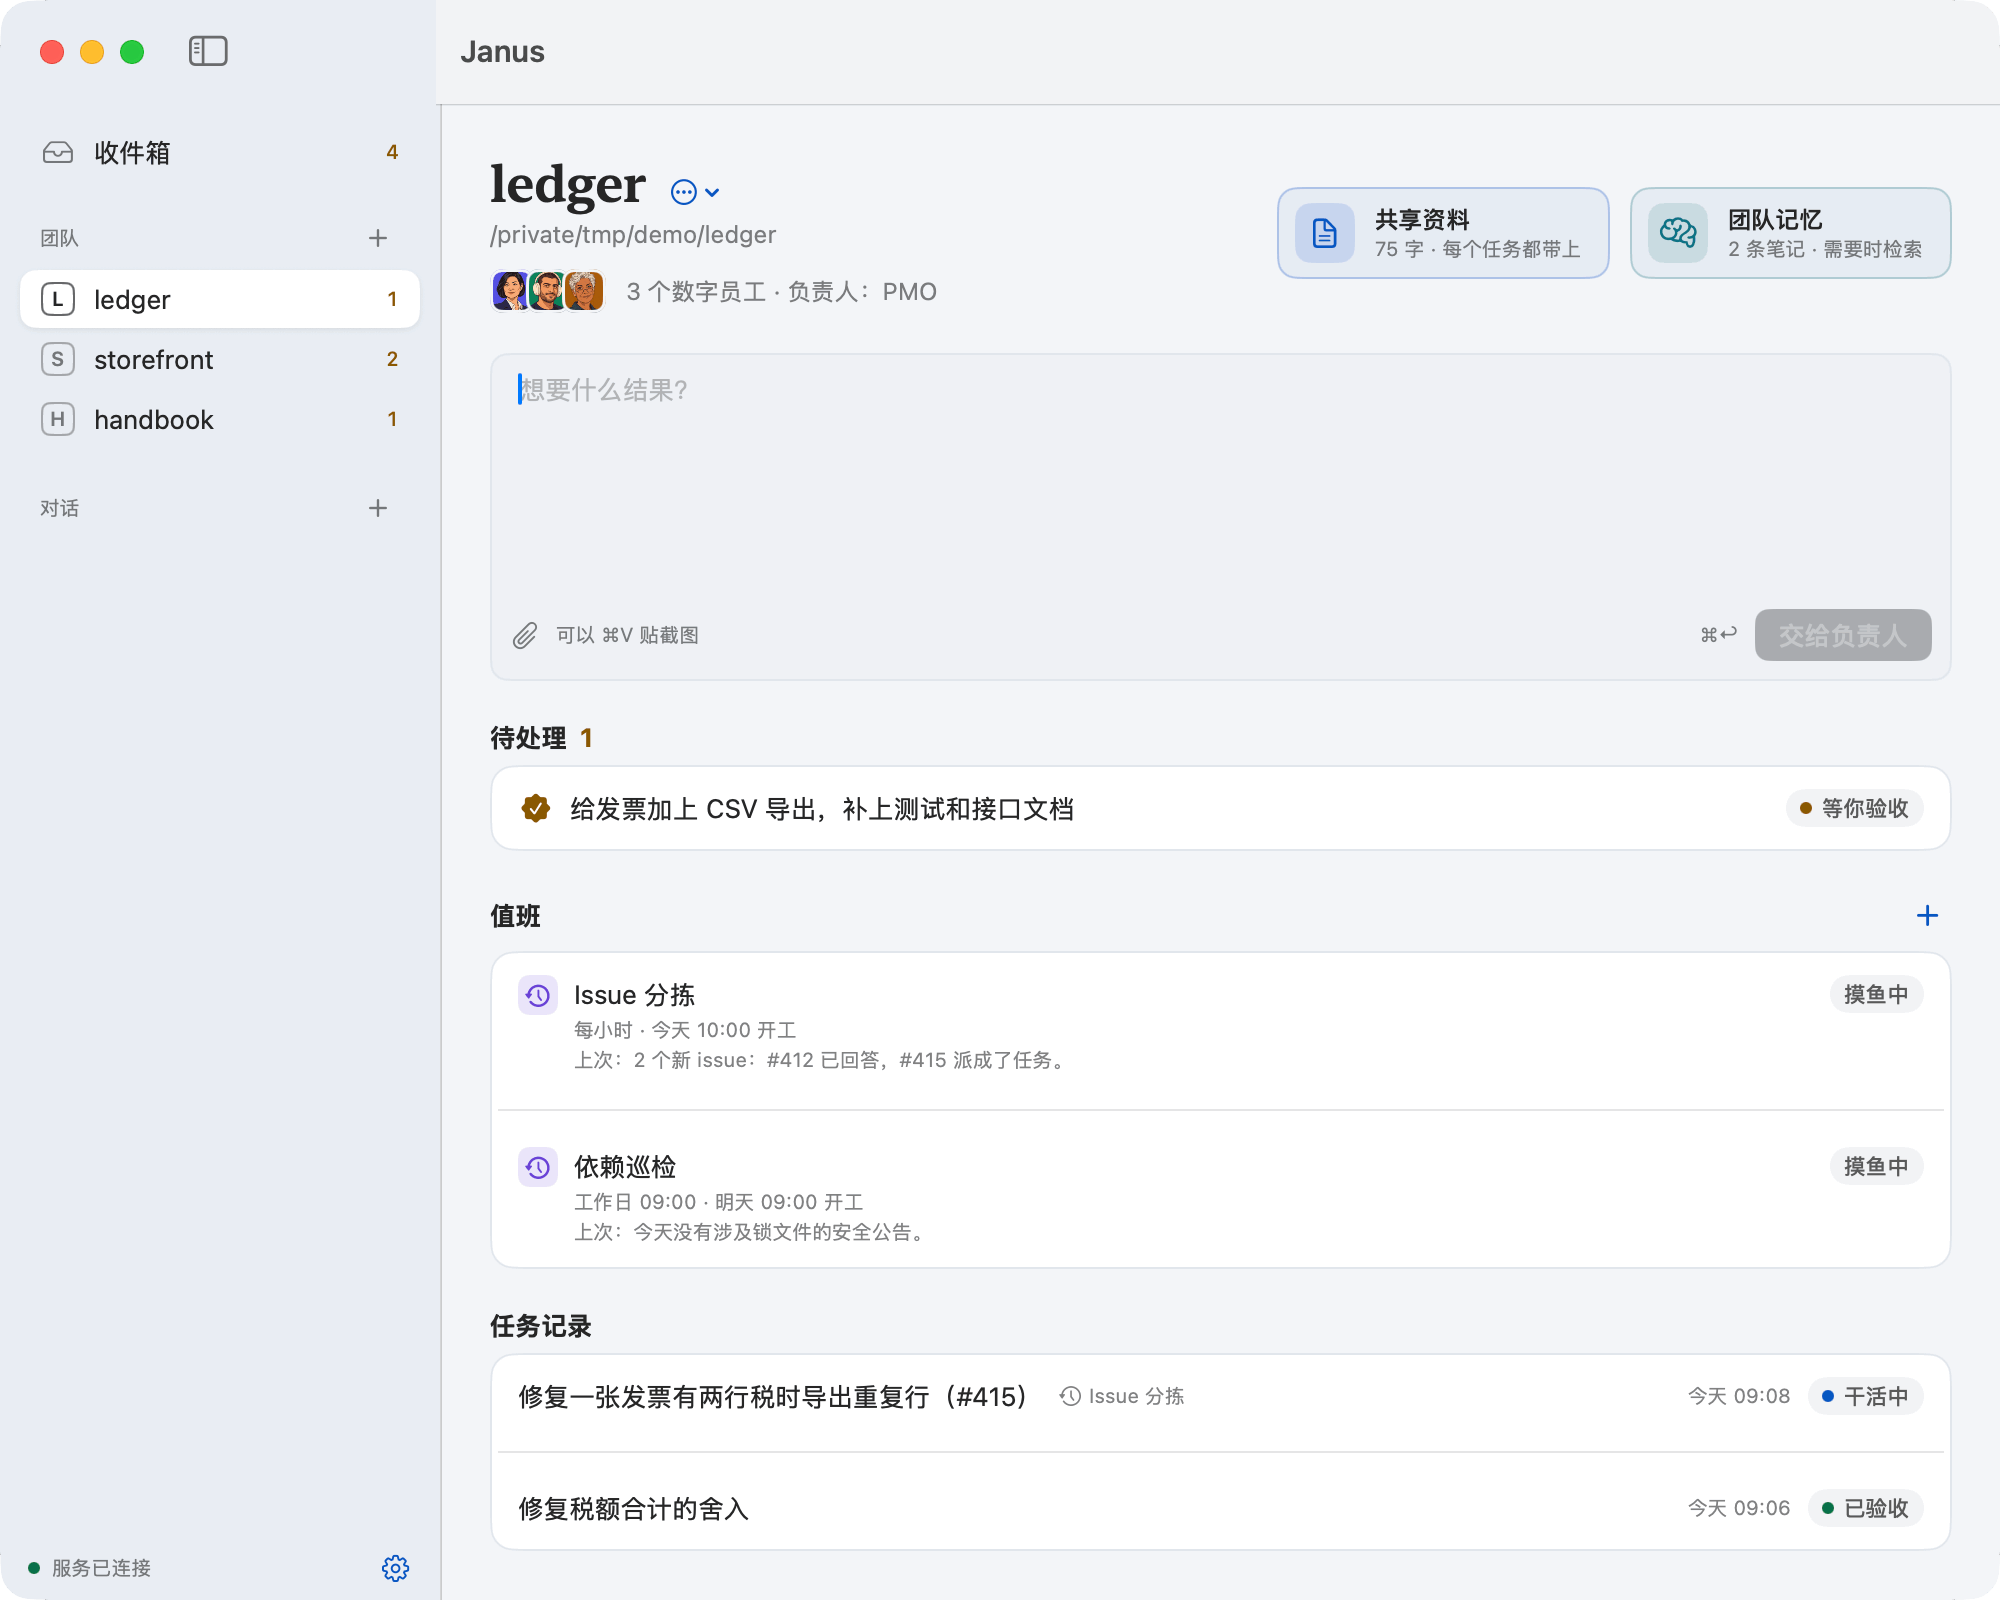 Janus
收件箱 4
团队
L ledger 1
S storefront 2
H handbook 1
对话
服务已连接
ledger
/private/tmp/demo/ledger
3 个数字员工 · 负责人：PMO
共享资料
75 字 · 每个任务都带上
团队记忆
2 条笔记 · 需要时检索
想要什么结果?
可以 ⌘V 贴截图
⌘↩ 交给负责人
待处理 1
给发票加上 CSV 导出，补上测试和接口文档 等你验收
值班
Issue 分拣 摸鱼中
每小时 · 今天 10:00 开工
上次：2 个新 issue：#412 已回答，#415 派成了任务。
依赖巡检 摸鱼中
工作日 09:00 · 明天 09:00 开工
上次：今天没有涉及锁文件的安全公告。
任务记录
修复一张发票有两行税时导出重复行（#415） Issue 分拣 今天 09:08 干活中
修复税额合计的舍入 今天 09:06 已验收